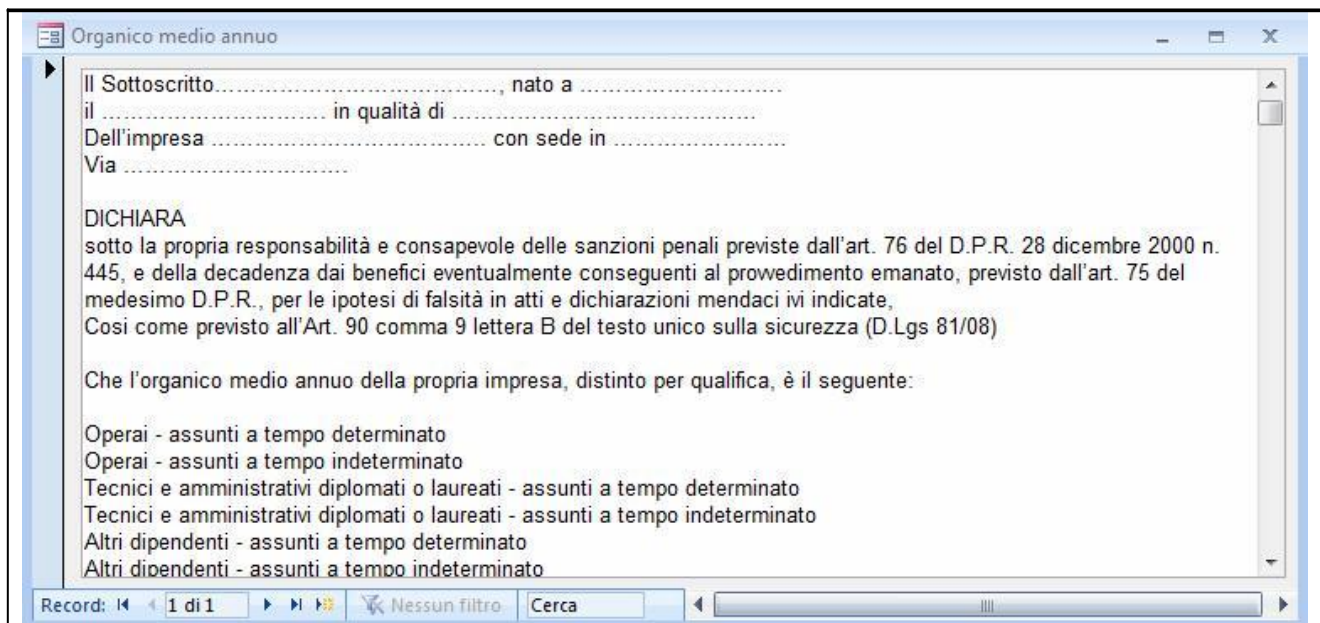 Organico medio annuo
Il Sottoscritto…………………………………, nato a ……………………….
il …………………………. in qualità di ……………………………………
Dell'impresa ……………………………….. con sede in ……………………
Via ………………………….
DICHIARA
sotto la propria responsabilità e consapevole delle sanzioni penali previste dall'art. 76 del D.P.R. 28 dicembre 2000 n.
445, e della decadenza dai benefici eventualmente conseguenti al provvedimento emanato, previsto dall'art. 75 del
medesimo D.P.R., per le ipotesi di falsità in atti e dichiarazioni mendaci ivi indicate,
Cosi come previsto all'Art. 90 comma 9 lettera B del testo unico sulla sicurezza (D.Lgs 81/08)
Che l'organico medio annuo della propria impresa, distinto per qualifica, è il seguente:
Operai - assunti a tempo determinato
Operai - assunti a tempo indeterminato
Tecnici e amministrativi diplomati o laureati - assunti a tempo determinato
Tecnici e amministrativi diplomati o laureati - assunti a tempo indeterminato
Altri dipendenti - assunti a tempo determinato
Altri dipendenti - assunti a tempo indeterminato
Record: 1 di 1 Nessun filtro Cerca